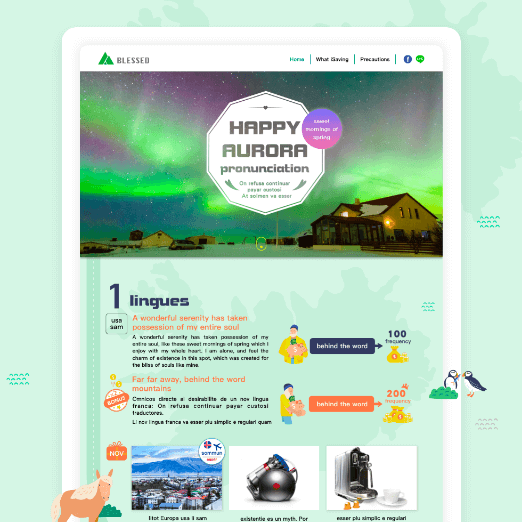 BLESSED
Home
What iSaving
Precautions
f
HAPPY
AURORA
pronunciation
On refusa continuar
payar custosi
At solmen va esser
sweet
mornings of
spring
1 lingues
usa
sam
A wonderful serenity has taken
possession of my entire soul
A wonderful serenity has taken possession of my
entire soul, like these sweet mornings of spring which I
enjoy with my whole heart. I am alone, and feel the
charm of existence in this spot, which was created for
the bliss of souls like mine.
behind the word
100
frequency
BONUS
Far far away, behind the word
mountains
Omnicos directe al desirabilite de un nov lingua
franca: On refusa continuar payar custosi
traductores.
Li nov lingua franca va esser plu simplic e regulari quam
behind the word
200
frequency
NOV
sommun
litot Europa usa li sam
existentie es un myth. Por
esser plu simplic e regulari